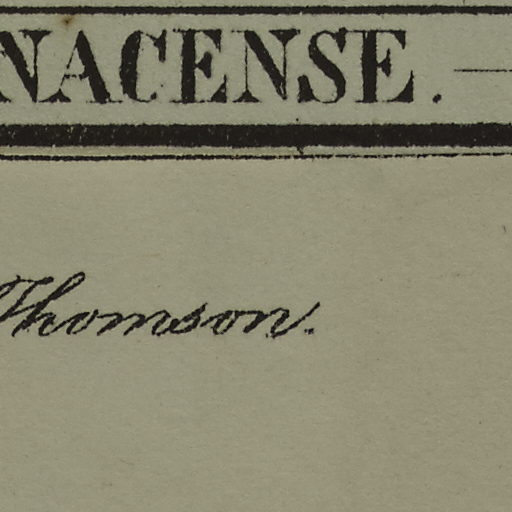 NACENSE. —
Thomson.